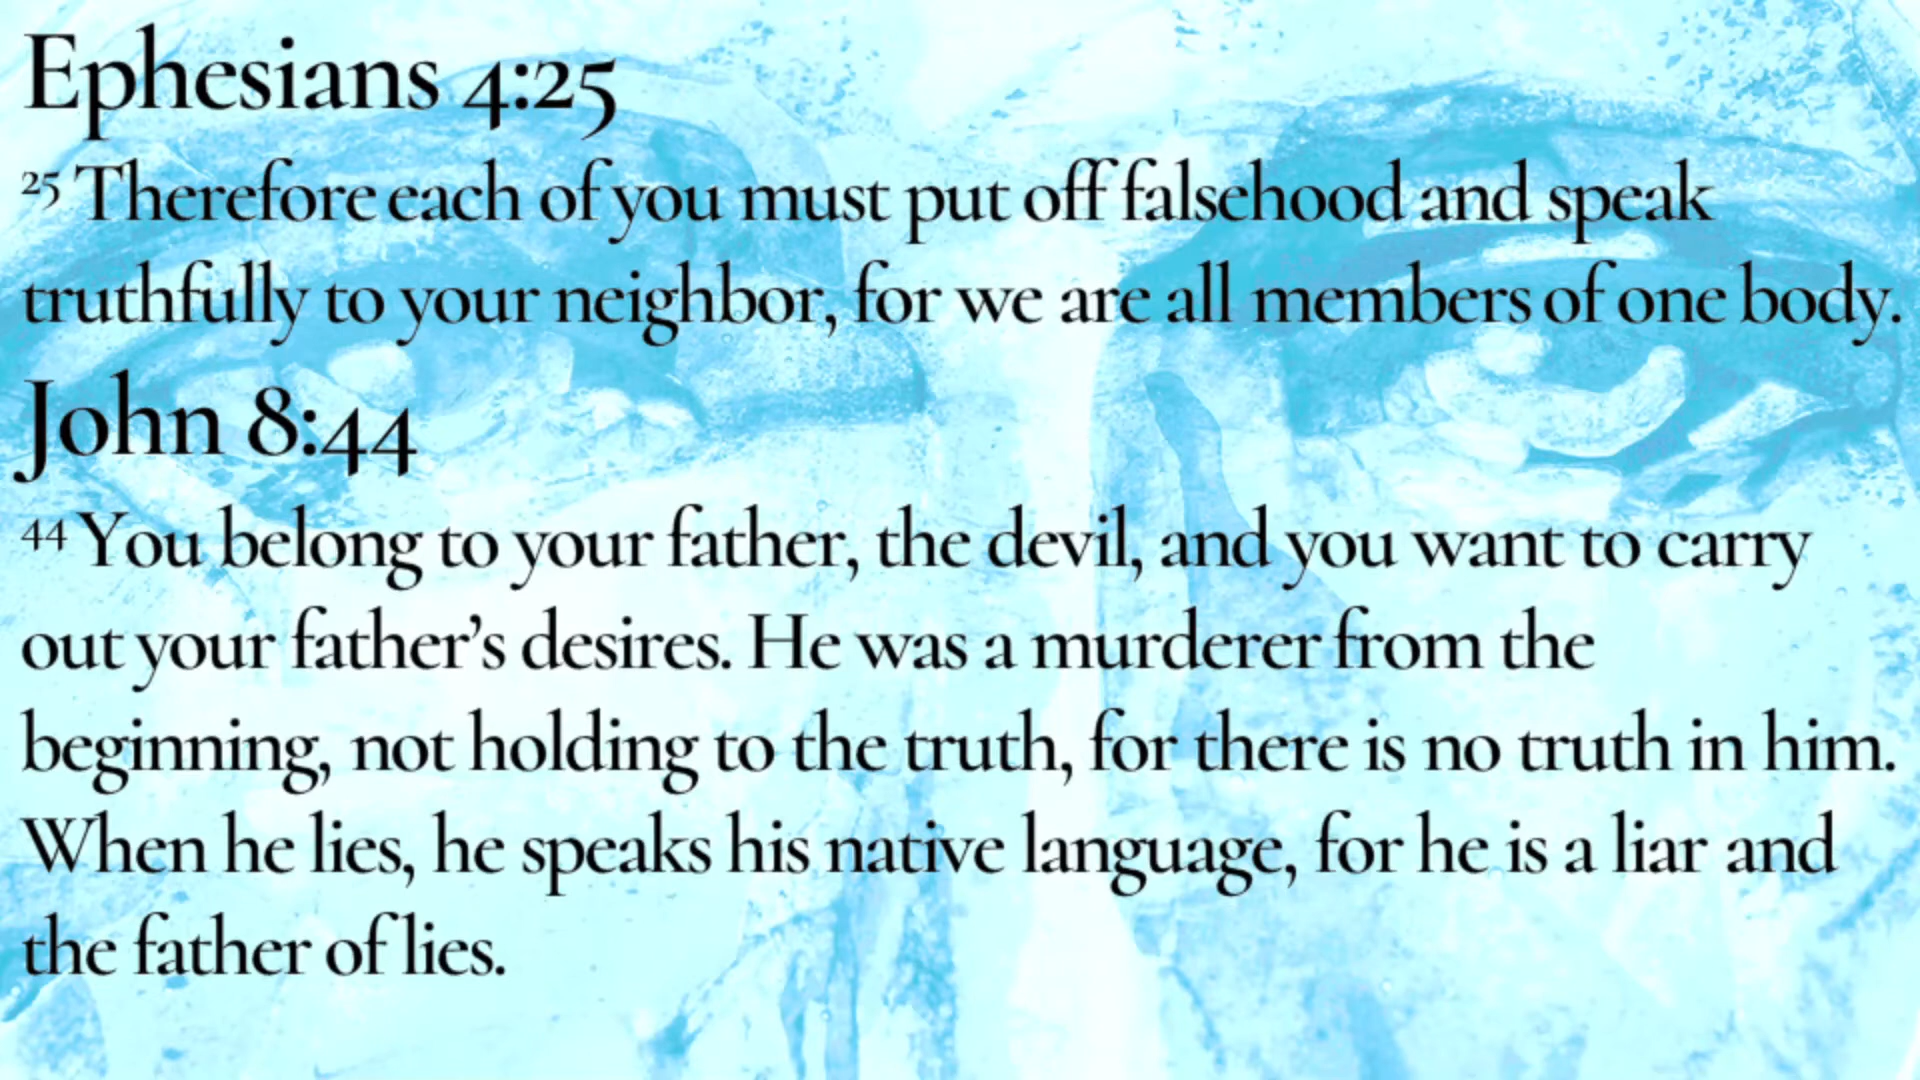 Ephesians 4:25
25 Therefore each of you must put off falsehood and speak
truthfully to your neighbor, for we are all members of one body.
John 8:44
44 You belong to your father, the devil, and you want to carry
out your father’s desires. He was a murderer from the
beginning, not holding to the truth, for there is no truth in him.
When he lies, he speaks his native language, for he is a liar and
the father of lies.